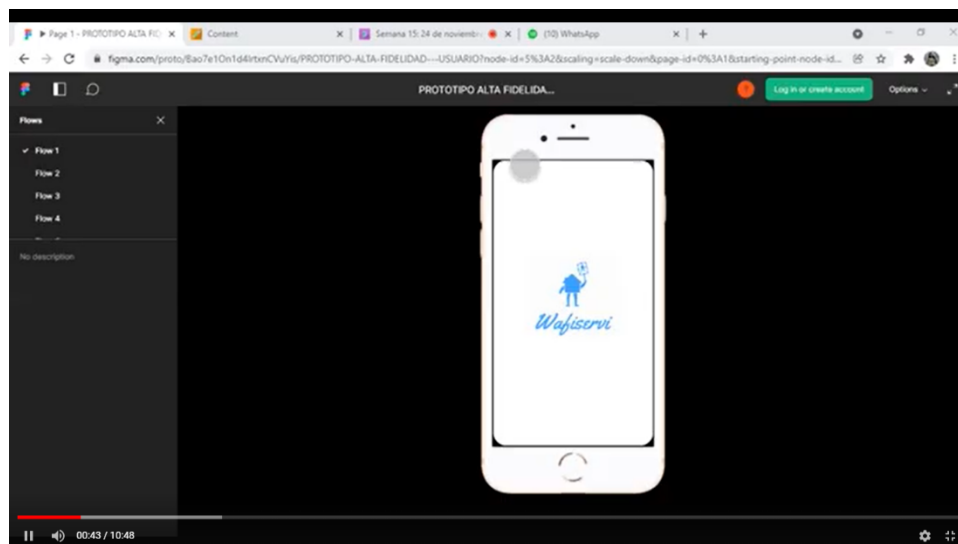 Page 1 - PROTOTIPO ALTA FIC
Content
Semana 15: 24 de noviembr
(10) WhatsApp
figma.com/proto/8ao7e1On1d4IrtxnCVuYis/PROTOTIPO-ALTA-FIDELIDAD---USUARIO?node-id=5%3A2&scaling=scale-down&page-id=0%3A1&starting-point-node-id...
PROTOTIPO ALTA FIDELIDA...
?
Log in or create account
Options
Flows
Flow 1
Flow 2
Flow 3
Flow 4
No description
Wafiservi
00:43 / 10:48